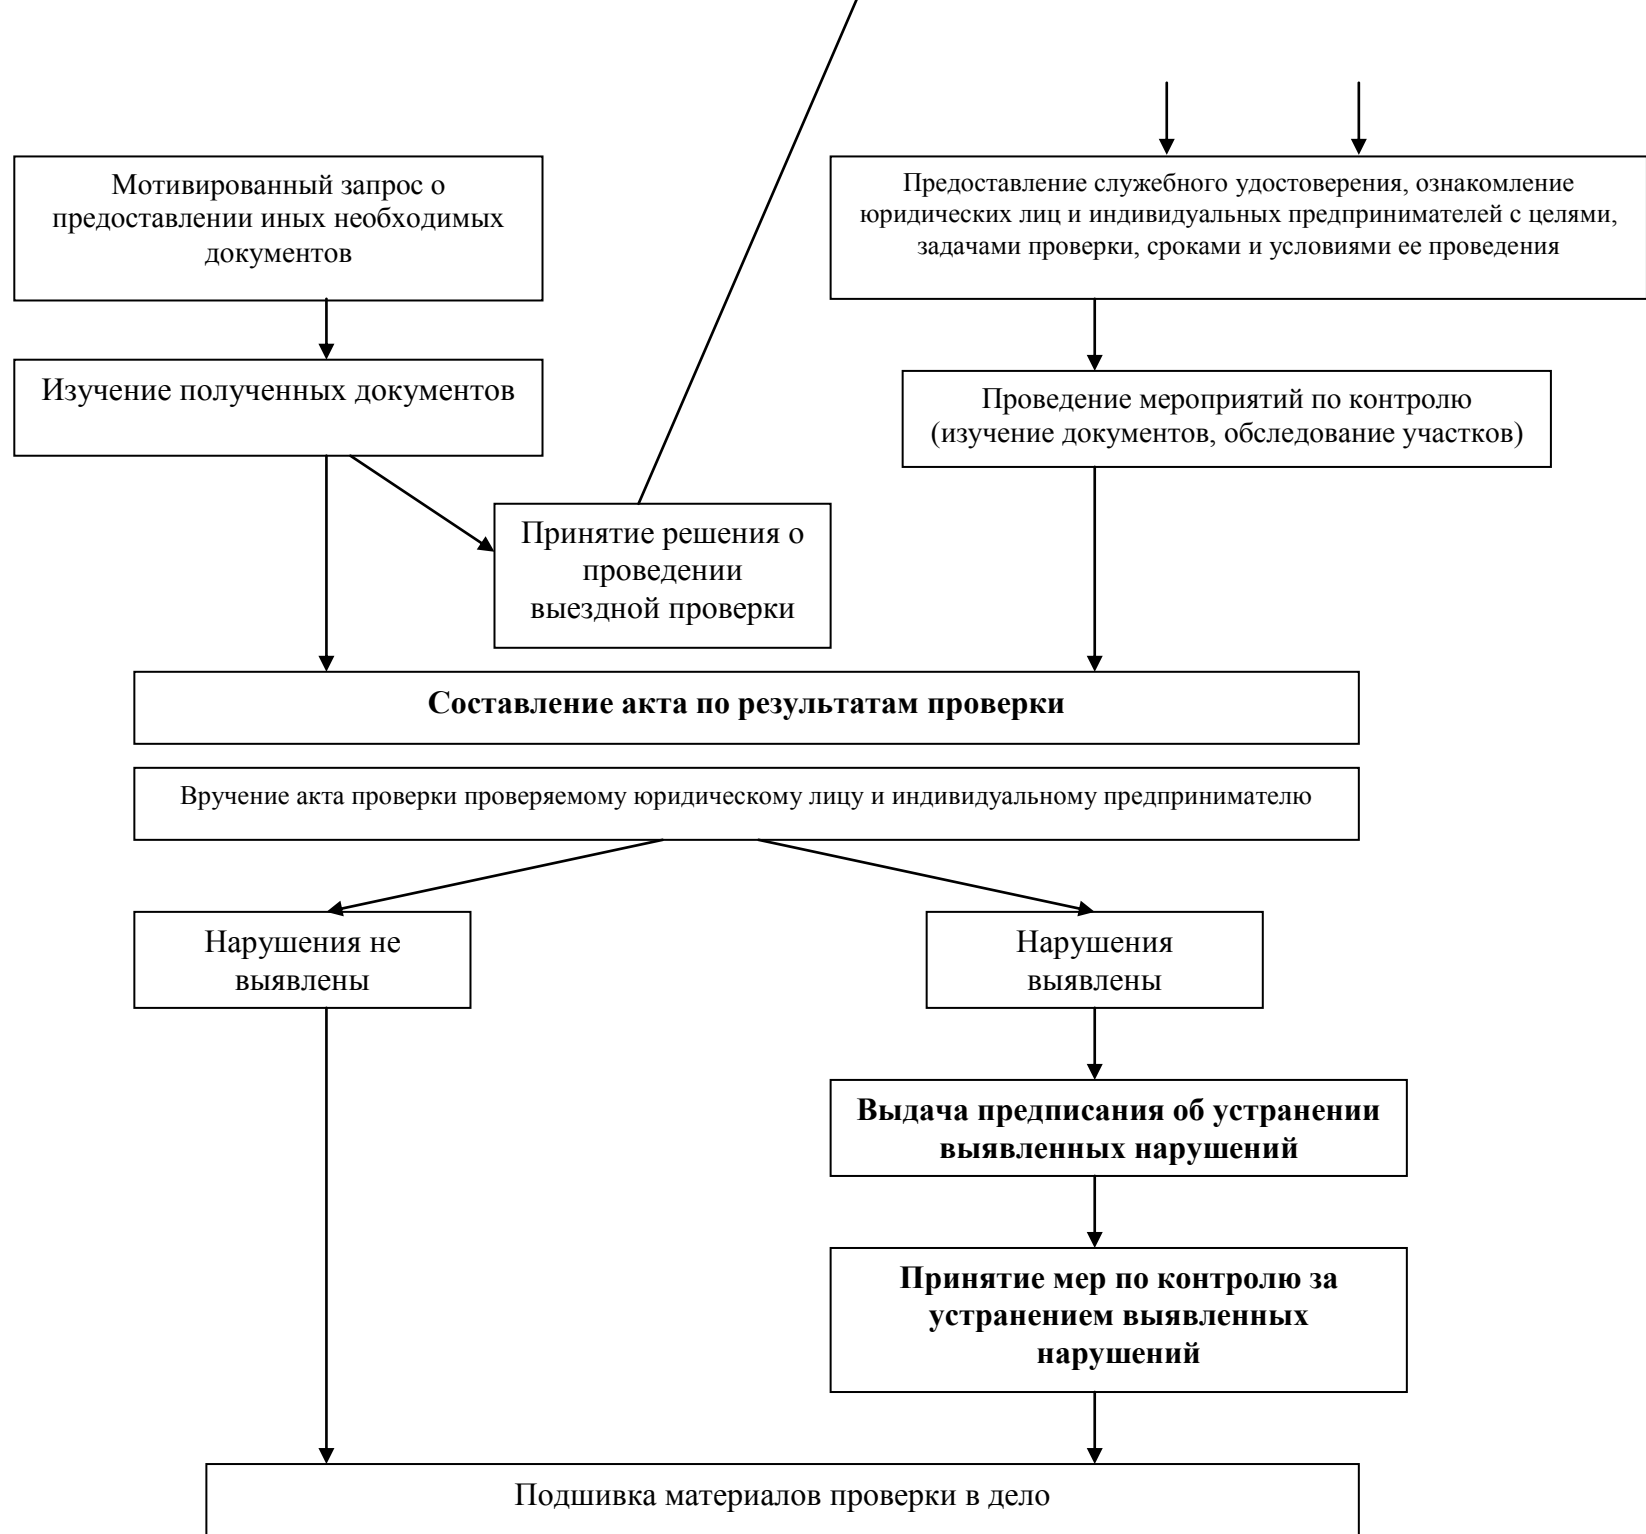 Мотивированный запрос о
предоставлении иных необходимых
документов
Предоставление служебного удостоверения, ознакомление
юридических лиц и индивидуальных предпринимателей с целями,
задачами проверки, сроками и условиями ее проведения
Изучение полученных документов
Проведение мероприятий по контролю
(изучение документов, обследование участков)
Принятие решения о
проведении
выездной проверки
Составление акта по результатам проверки
Вручение акта проверки проверяемому юридическому лицу и индивидуальному предпринимателю
Нарушения не
выявлены
Нарушения
выявлены
Выдача предписания об устранении
выявленных нарушений
Принятие мер по контролю за
устранением выявленных
нарушений
Подшивка материалов проверки в дело